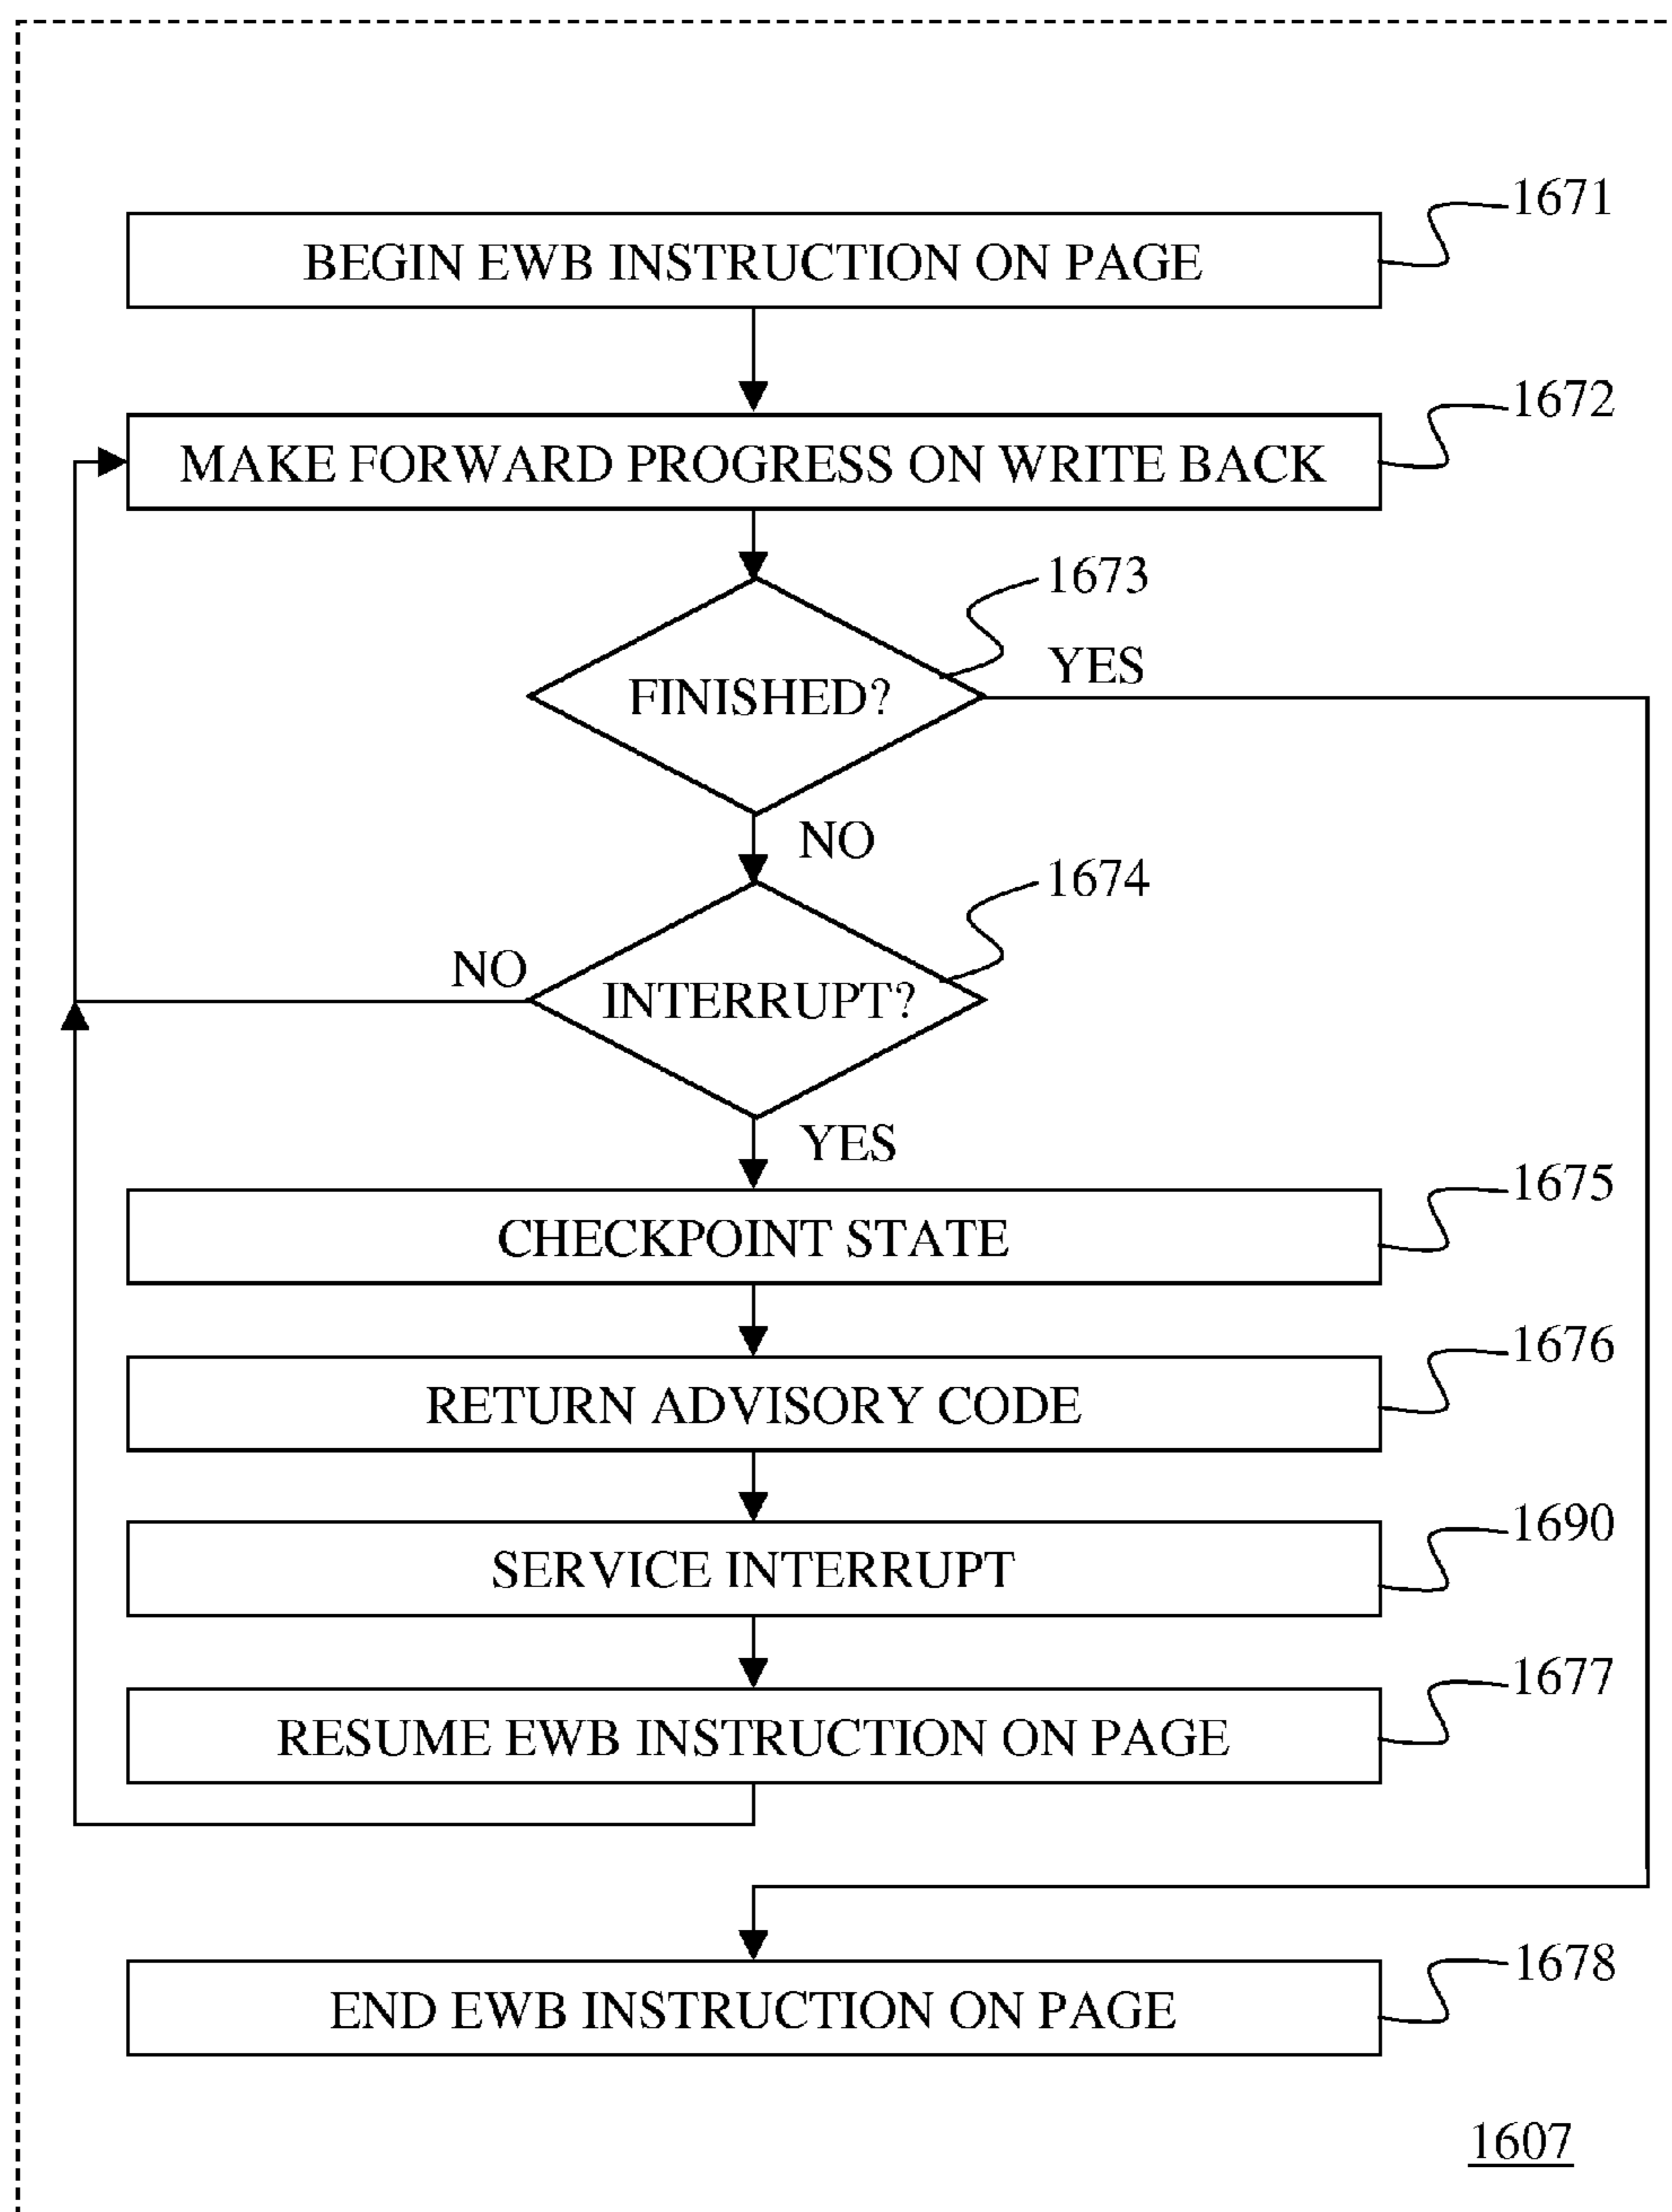 1671
BEGIN EWB INSTRUCTION ON PAGE
1672
MAKE FORWARD PROGRESS ON WRITE BACK
1673
YES
FINISHED?
NO
1674
NO
INTERRUPT?
YES
1675
CHECKPOINT STATE
1676
RETURN ADVISORY CODE
1690
SERVICE INTERRUPT
1677
RESUME EWB INSTRUCTION ON PAGE
1678
END EWB INSTRUCTION ON PAGE
1607